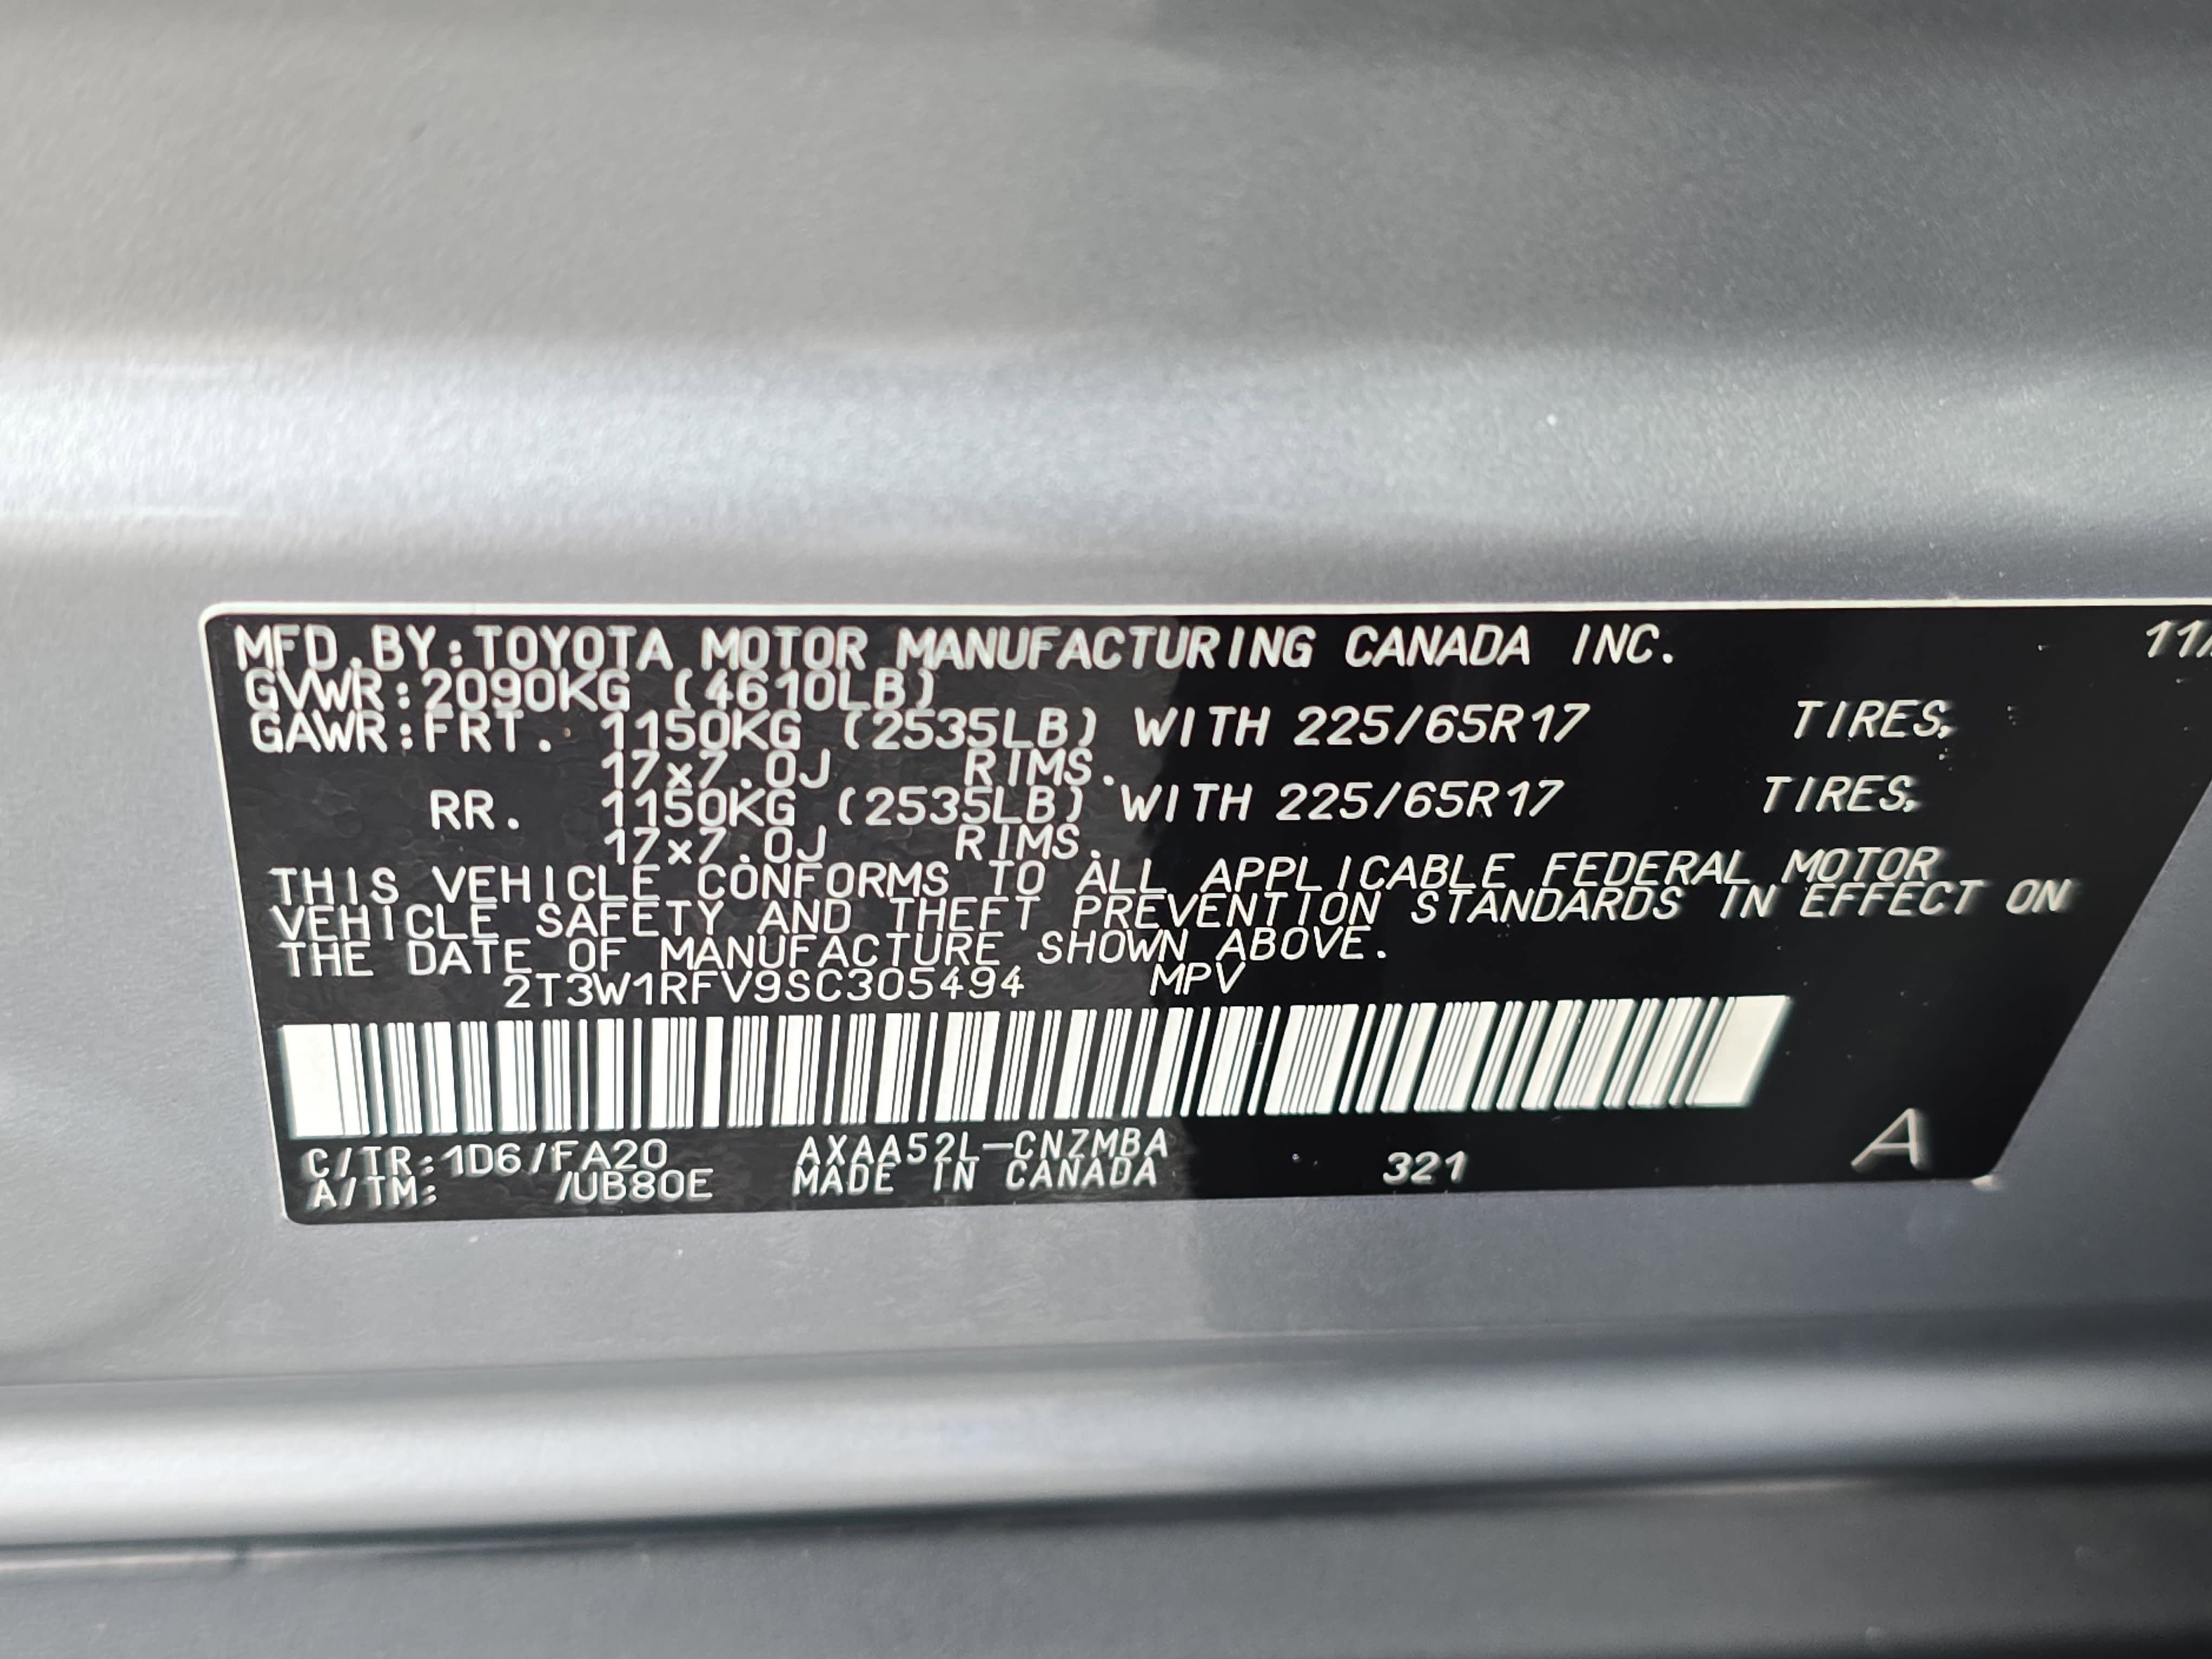 MFD.BY:TOYOTA MOTOR MANUFACTURING CANADA INC. 11/
GVWR:2090KG (4610LB)
GAWR:FRT. 1150KG (2535LB) WITH 225/65R17 TIRES,
17x7.0J RIMS.
RR. 1150KG (2535LB) WITH 225/65R17 TIRES,
17x7.0J RIMS.
THIS VEHICLE CONFORMS TO ALL APPLICABLE FEDERAL MOTOR
VEHICLE SAFETY AND THEFT PREVENTION STANDARDS IN EFFECT ON
THE DATE OF MANUFACTURE SHOWN ABOVE.
2T3W1RFV9SC305494 MPV
C/TR:1D6/FA20 AXAA52L-CNZMBA
A/TM: /UB80E MADE IN CANADA 321 A